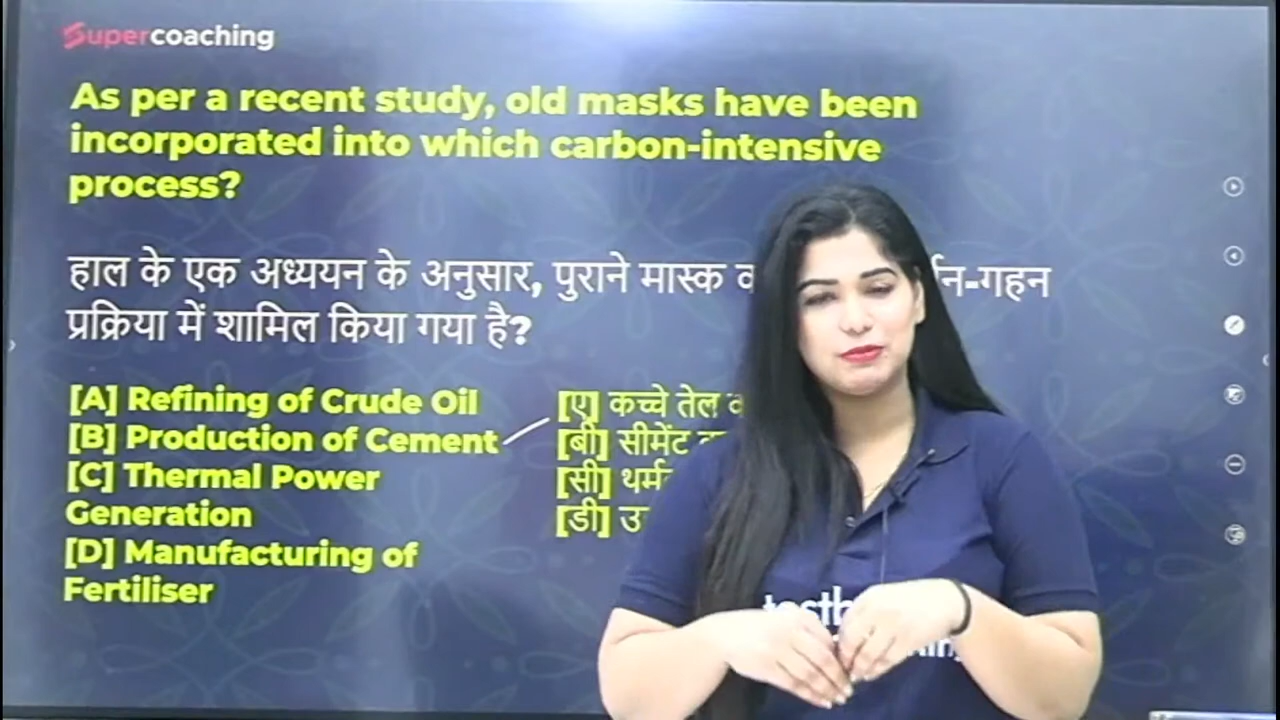 Supercoaching
As per a recent study, old masks have been
incorporated into which carbon-intensive
process?
हाल के एक अध्ययन के अनुसार, पुराने मास्क
प्रक्रिया में शामिल किया गया है?
[A] Refining of Crude Oil
[B] Production of Cement
[C] Thermal Power
Generation
[D] Manufacturing of
Fertiliser
[ए] कच्चे तेल
[बी] सीमेंट
[सी]
[डी]